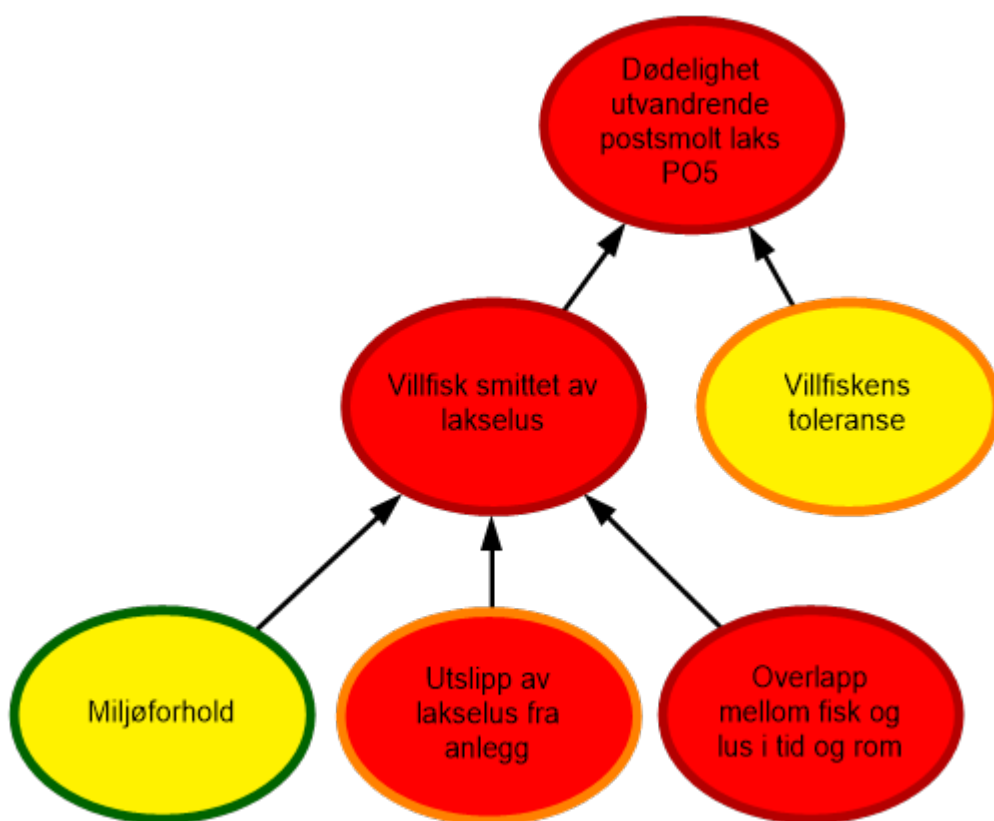 Dødelighet
utvandrende
postsmolt laks
PO5
Villfisk smittet av
lakselus
Villfiskens
toleranse
Miljøforhold
Utslipp av
lakselus fra
anlegg
Overlapp
mellom fisk og
lus i tid og rom